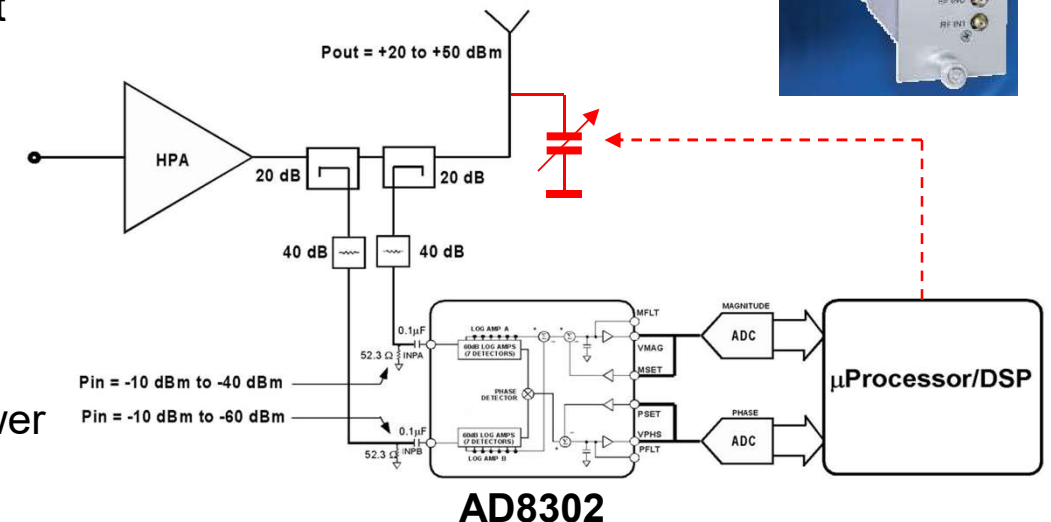 t
RF IN0
RF IN1
Pout = +20 to +50 dBm
HPA
20 dB
20 dB
40 dB
40 dB
MAGNITUDE
MFLT
0.1µF
LOG AMP A
ADC
VMAG
60dB LOG AMPS
(7 DETECTORS)
52.3 Ω
INPA
MSET
Pin = -10 dBm to -40 dBm
PHASE
DETECTOR
µProcessor/DSP
PSET
Pin = -10 dBm to -60 dBm
wer
PHASE
0.1µF
60dB LOG AMPS
(7 DETECTORS)
VPHS
ADC
52.3 Ω
INPB
LOG AMP B
PFLT
AD8302